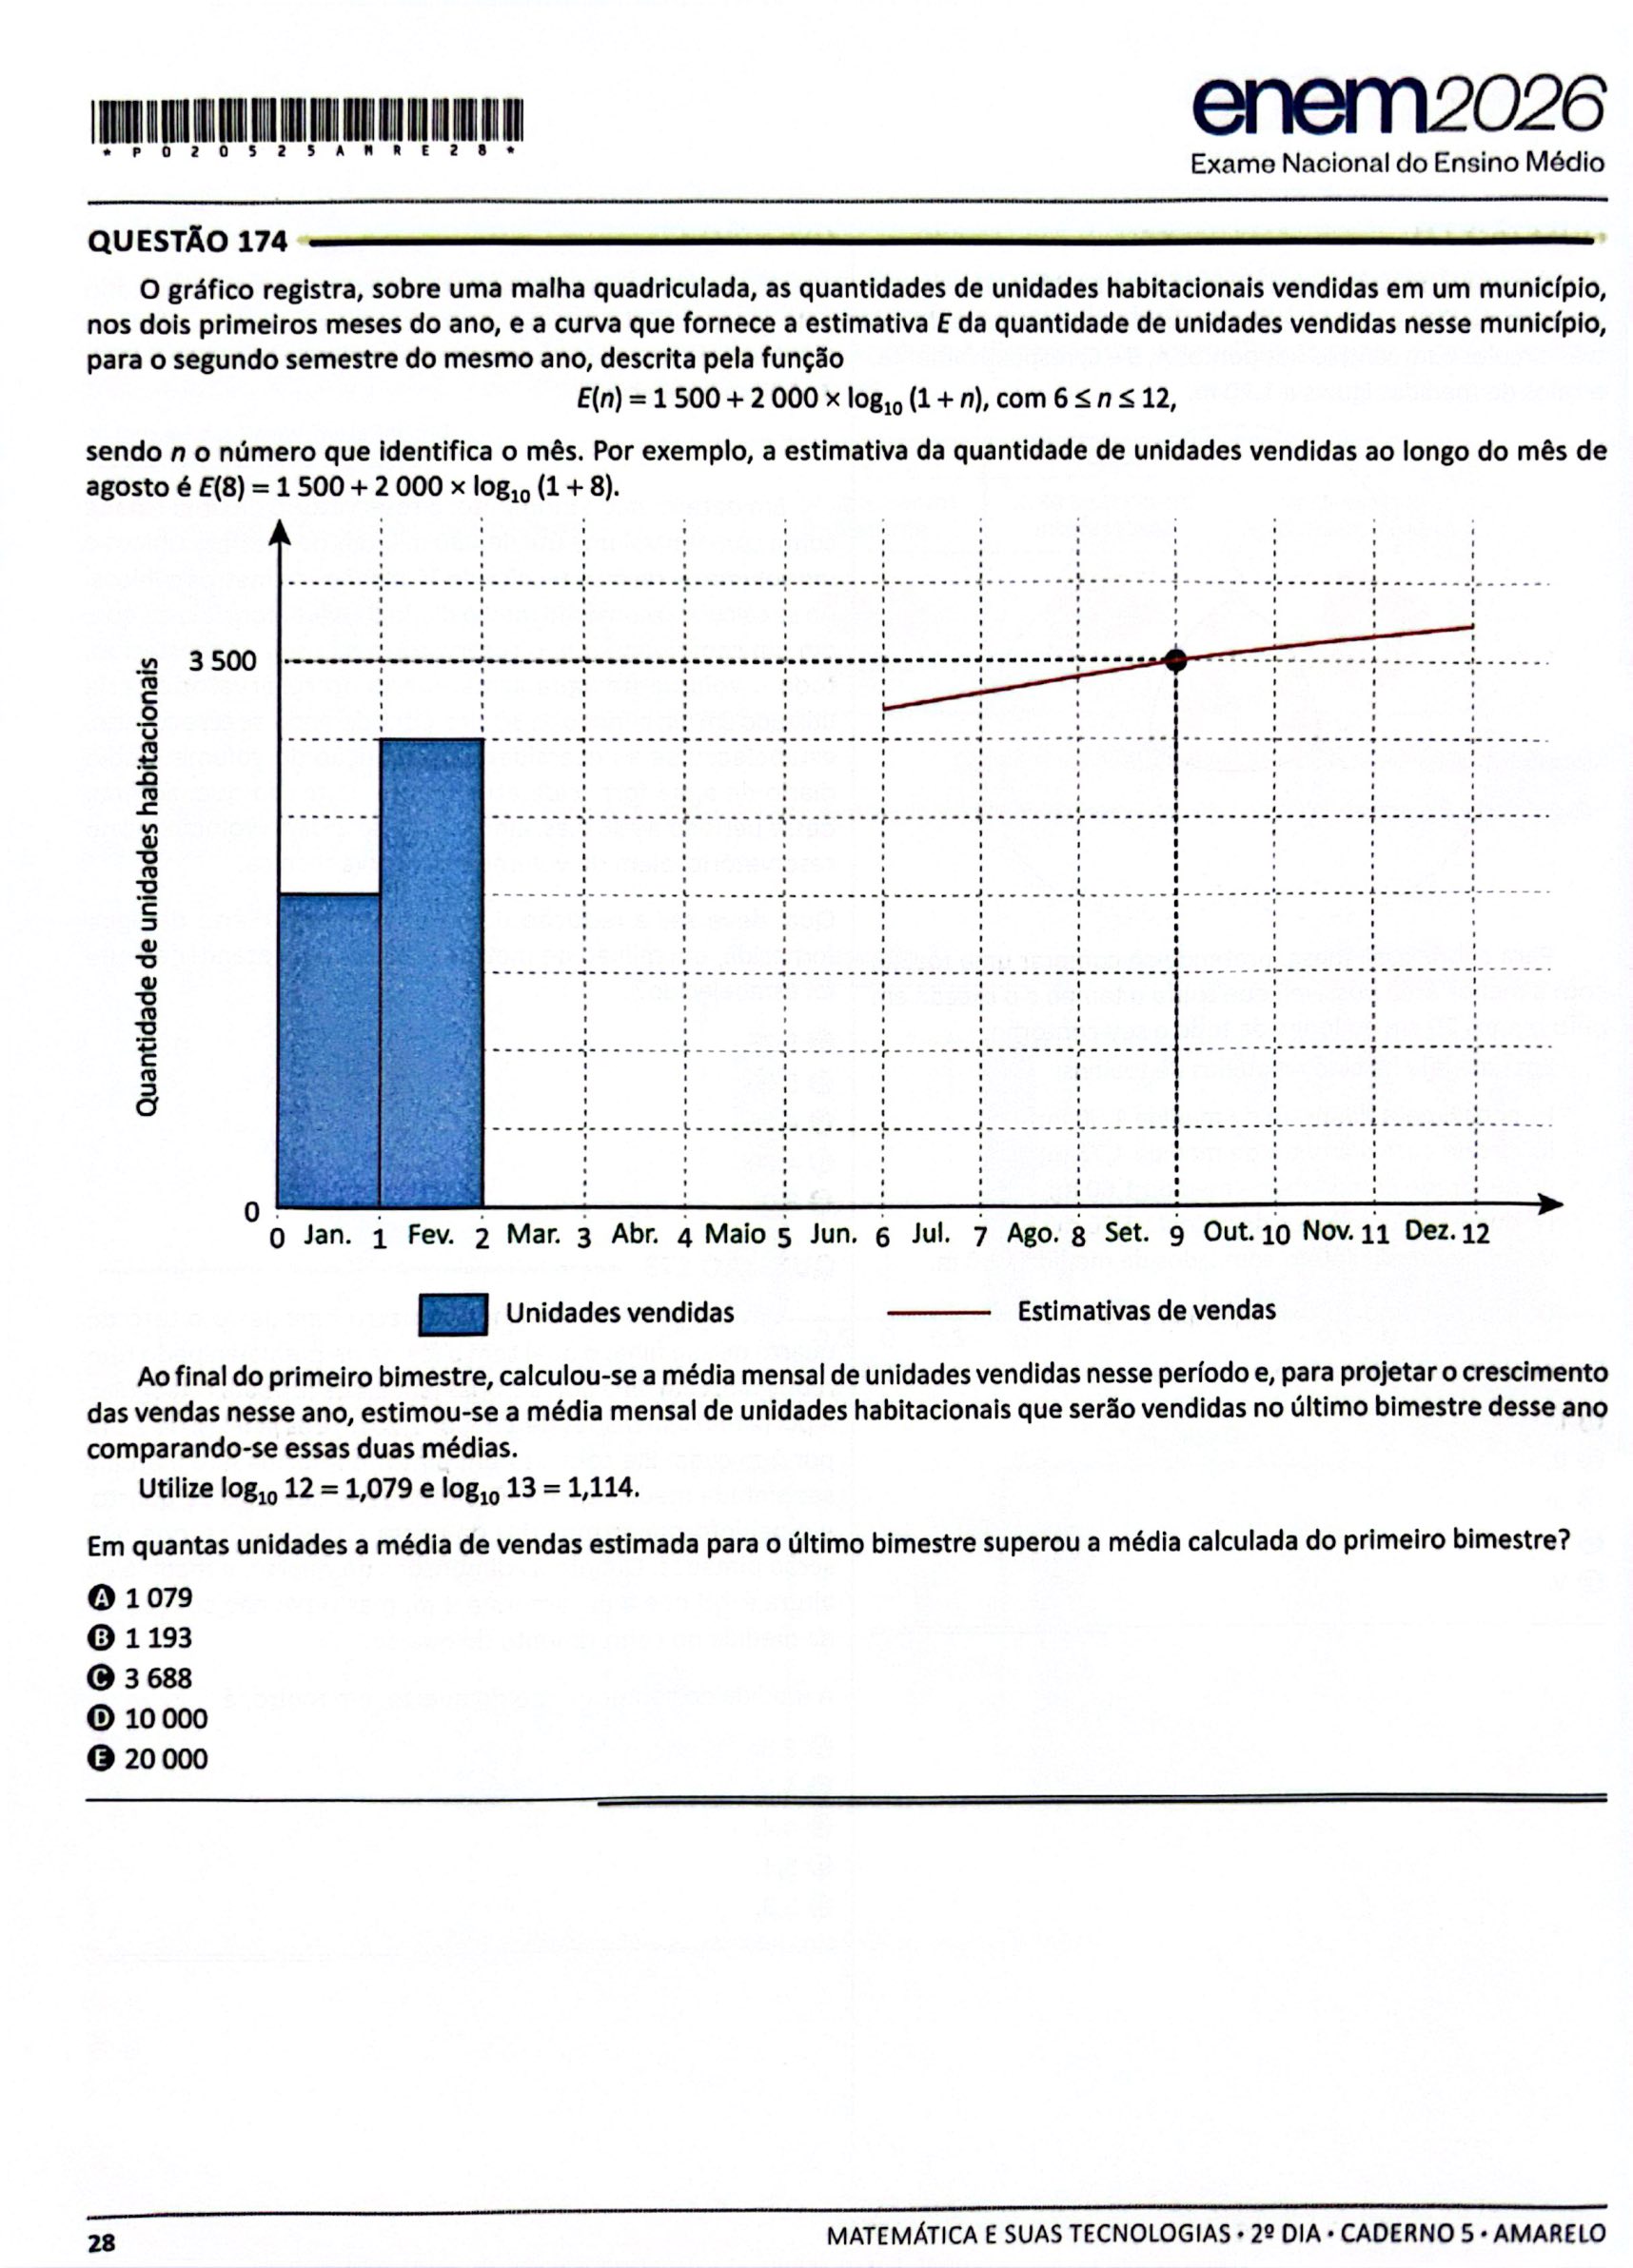 * P 0 2 0 5 2 5 A M R E 2 8 *
enem2026
Exame Nacional do Ensino Médio
QUESTÃO 174
O gráfico registra, sobre uma malha quadriculada, as quantidades de unidades habitacionais vendidas em um município,
nos dois primeiros meses do ano, e a curva que fornece a estimativa E da quantidade de unidades vendidas nesse município,
para o segundo semestre do mesmo ano, descrita pela função
E(n) = 1 500 + 2 000 × log₁₀ (1 + n), com 6 ≤ n ≤ 12,
sendo n o número que identifica o mês. Por exemplo, a estimativa da quantidade de unidades vendidas ao longo do mês de
agosto é E(8) = 1 500 + 2 000 × log₁₀ (1 + 8).
Quantidade de unidades habitacionais
3 500
0
0 Jan. 1 Fev. 2 Mar. 3 Abr. 4 Maio 5 Jun. 6 Jul. 7 Ago. 8 Set. 9 Out. 10 Nov. 11 Dez. 12
Unidades vendidas Estimativas de vendas
Ao final do primeiro bimestre, calculou-se a média mensal de unidades vendidas nesse período e, para projetar o crescimento
das vendas nesse ano, estimou-se a média mensal de unidades habitacionais que serão vendidas no último bimestre desse ano
comparando-se essas duas médias.
Utilize log₁₀ 12 = 1,079 e log₁₀ 13 = 1,114.
Em quantas unidades a média de vendas estimada para o último bimestre superou a média calculada do primeiro bimestre?
A 1 079
B 1 193
C 3 688
D 10 000
E 20 000
28
MATEMÁTICA E SUAS TECNOLOGIAS • 2º DIA • CADERNO 5 • AMARELO